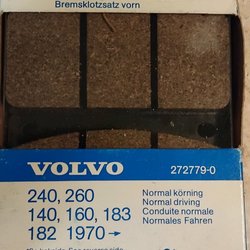 Bremsklotzsatz vorn
VOLVO 272779-0
240, 260 Normal körning
Normal driving
140, 160, 183 Conduite normale
Normales Fahren
182 1970 →